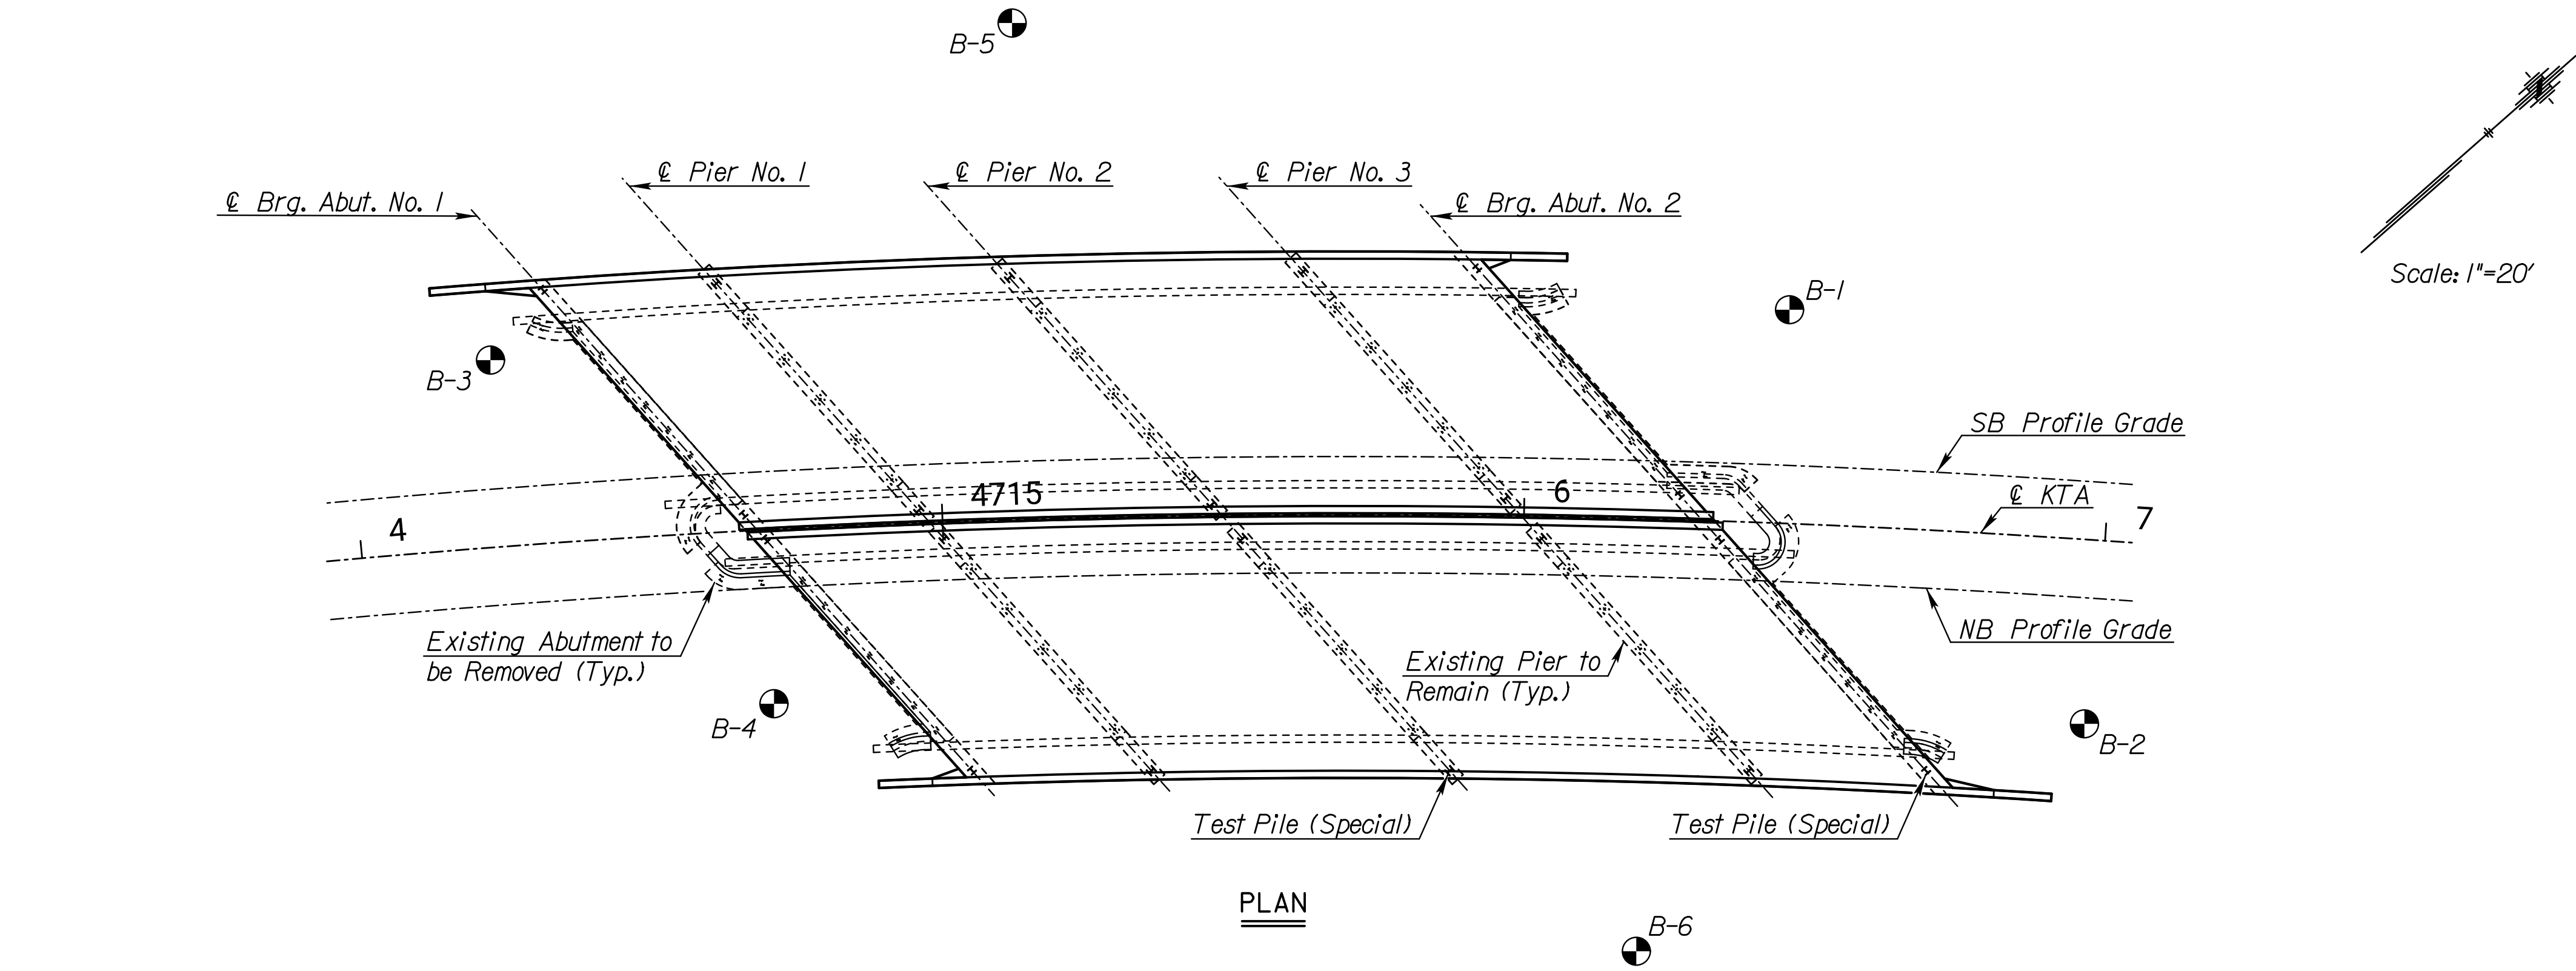 B-5
℄ Pier No. 1
℄ Pier No. 2
℄ Pier No. 3
℄ Brg. Abut. No. 1
℄ Brg. Abut. No. 2
Scale: 1"=20'
B-1
B-3
SB Profile Grade
4715
6
℄ KTA
4
7
Existing Abutment to
be Removed (Typ.)
NB Profile Grade
Existing Pier to
Remain (Typ.)
B-4
B-2
Test Pile (Special)
Test Pile (Special)
PLAN
B-6